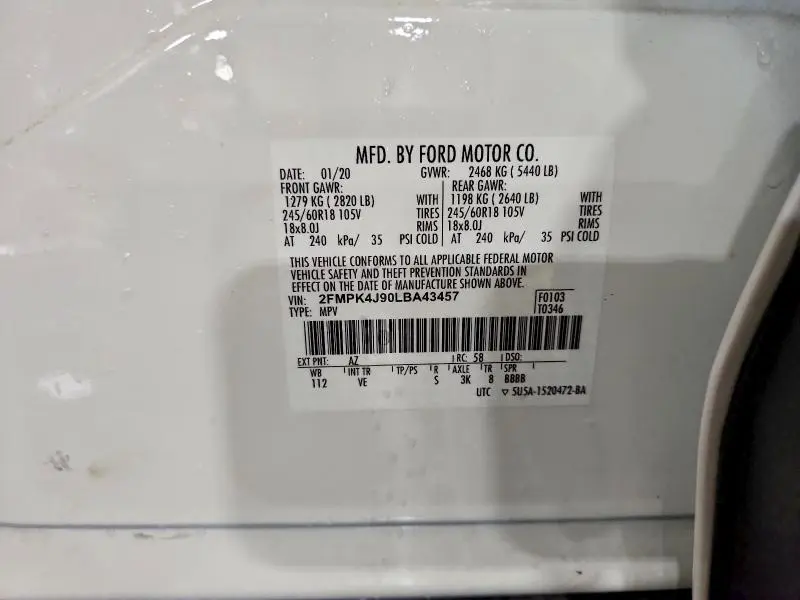 MFD. BY FORD MOTOR CO.
DATE: 01/20 GVWR: 2468 KG ( 5440 LB)
FRONT GAWR: REAR GAWR:
1279 KG ( 2820 LB) WITH 1198 KG ( 2640 LB) WITH
245/60R18 105V TIRES 245/60R18 105V TIRES
18x8.0J RIMS 18x8.0J RIMS
AT 240 kPa/ 35 PSI COLD AT 240 kPa/ 35 PSI COLD
THIS VEHICLE CONFORMS TO ALL APPLICABLE FEDERAL MOTOR
VEHICLE SAFETY AND THEFT PREVENTION STANDARDS IN
EFFECT ON THE DATE OF MANUFACTURE SHOWN ABOVE.
VIN: 2FMPK4J90LBA43457 F0103
TYPE: MPV T0346
EXT PNT: AZ RC: 58 DSO:
WB INT TR TP/PS R AXLE TR SPR
112 VE S 3K 8 BBBB
UTC ▽ 5U5A-1520472-BA